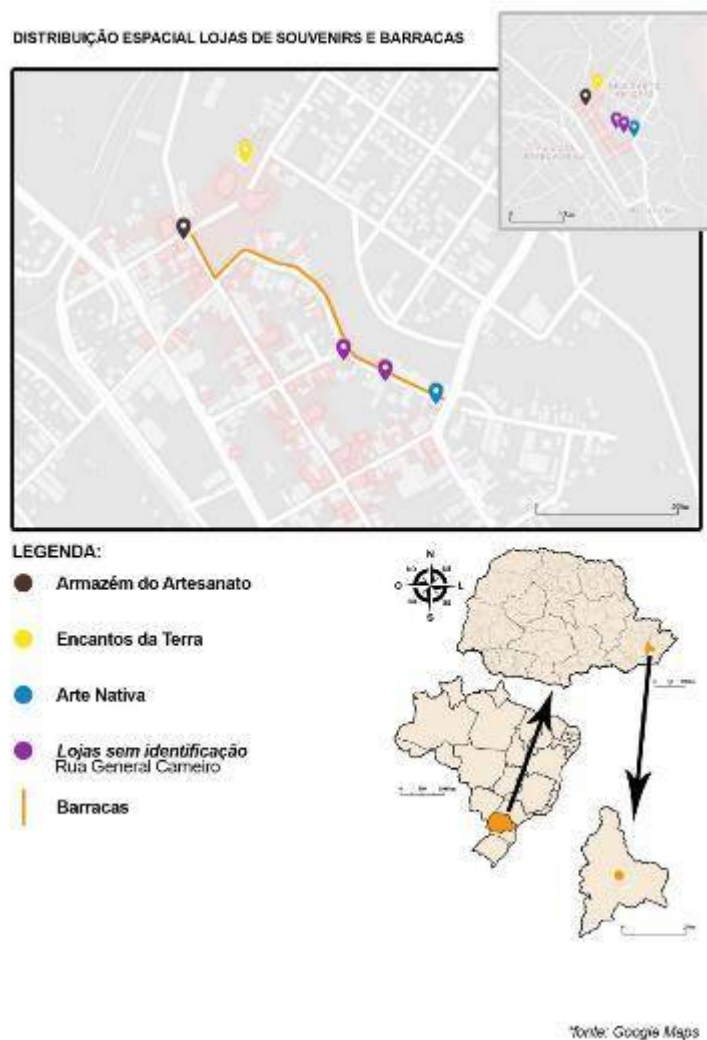 DISTRIBUIÇÃO ESPACIAL LOJAS DE SOUVENIRS E BARRACAS
LEGENDA:
Armazém do Artesanato
Encantos da Terra
Arte Nativa
Lojas sem identificação
Rua General Carneiro
Barracas
N
O
L
S
*fonte: Google Maps